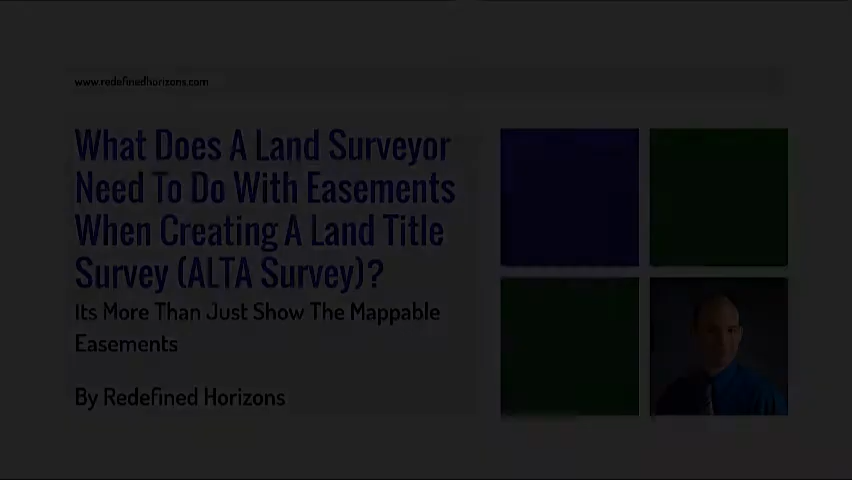 www.redefinedhorizons.com
What Does A Land Surveyor
Need To Do With Easements
When Creating A Land Title
Survey (ALTA Survey)?
Its More Than Just Show The Mappable
Easements
By Redefined Horizons